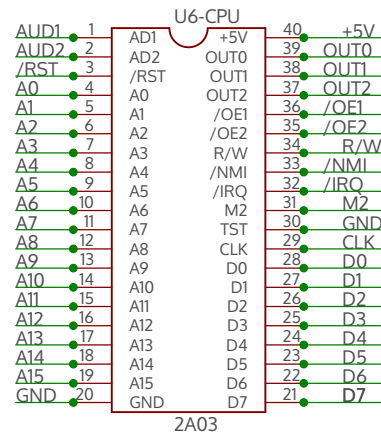 U6-CPU
AUD1 1 AD1 +5V 40 +5V
AUD2 2 AD2 OUT0 39 OUT0
/RST 3 /RST OUT1 38 OUT1
A0 4 A0 OUT2 37 OUT2
A1 5 A1 /OE1 36 /OE1
A2 6 A2 /OE2 35 /OE2
A3 7 A3 R/W 34 R/W
A4 8 A4 /NMI 33 /NMI
A5 9 A5 /IRQ 32 /IRQ
A6 10 A6 M2 31 M2
A7 11 A7 TST 30 GND
A8 12 A8 CLK 29 CLK
A9 13 A9 D0 28 D0
A10 14 A10 D1 27 D1
A11 15 A11 D2 26 D2
A12 16 A12 D3 25 D3
A13 17 A13 D4 24 D4
A14 18 A14 D5 23 D5
A15 19 A15 D6 22 D6
GND 20 GND D7 21 D7
2A03